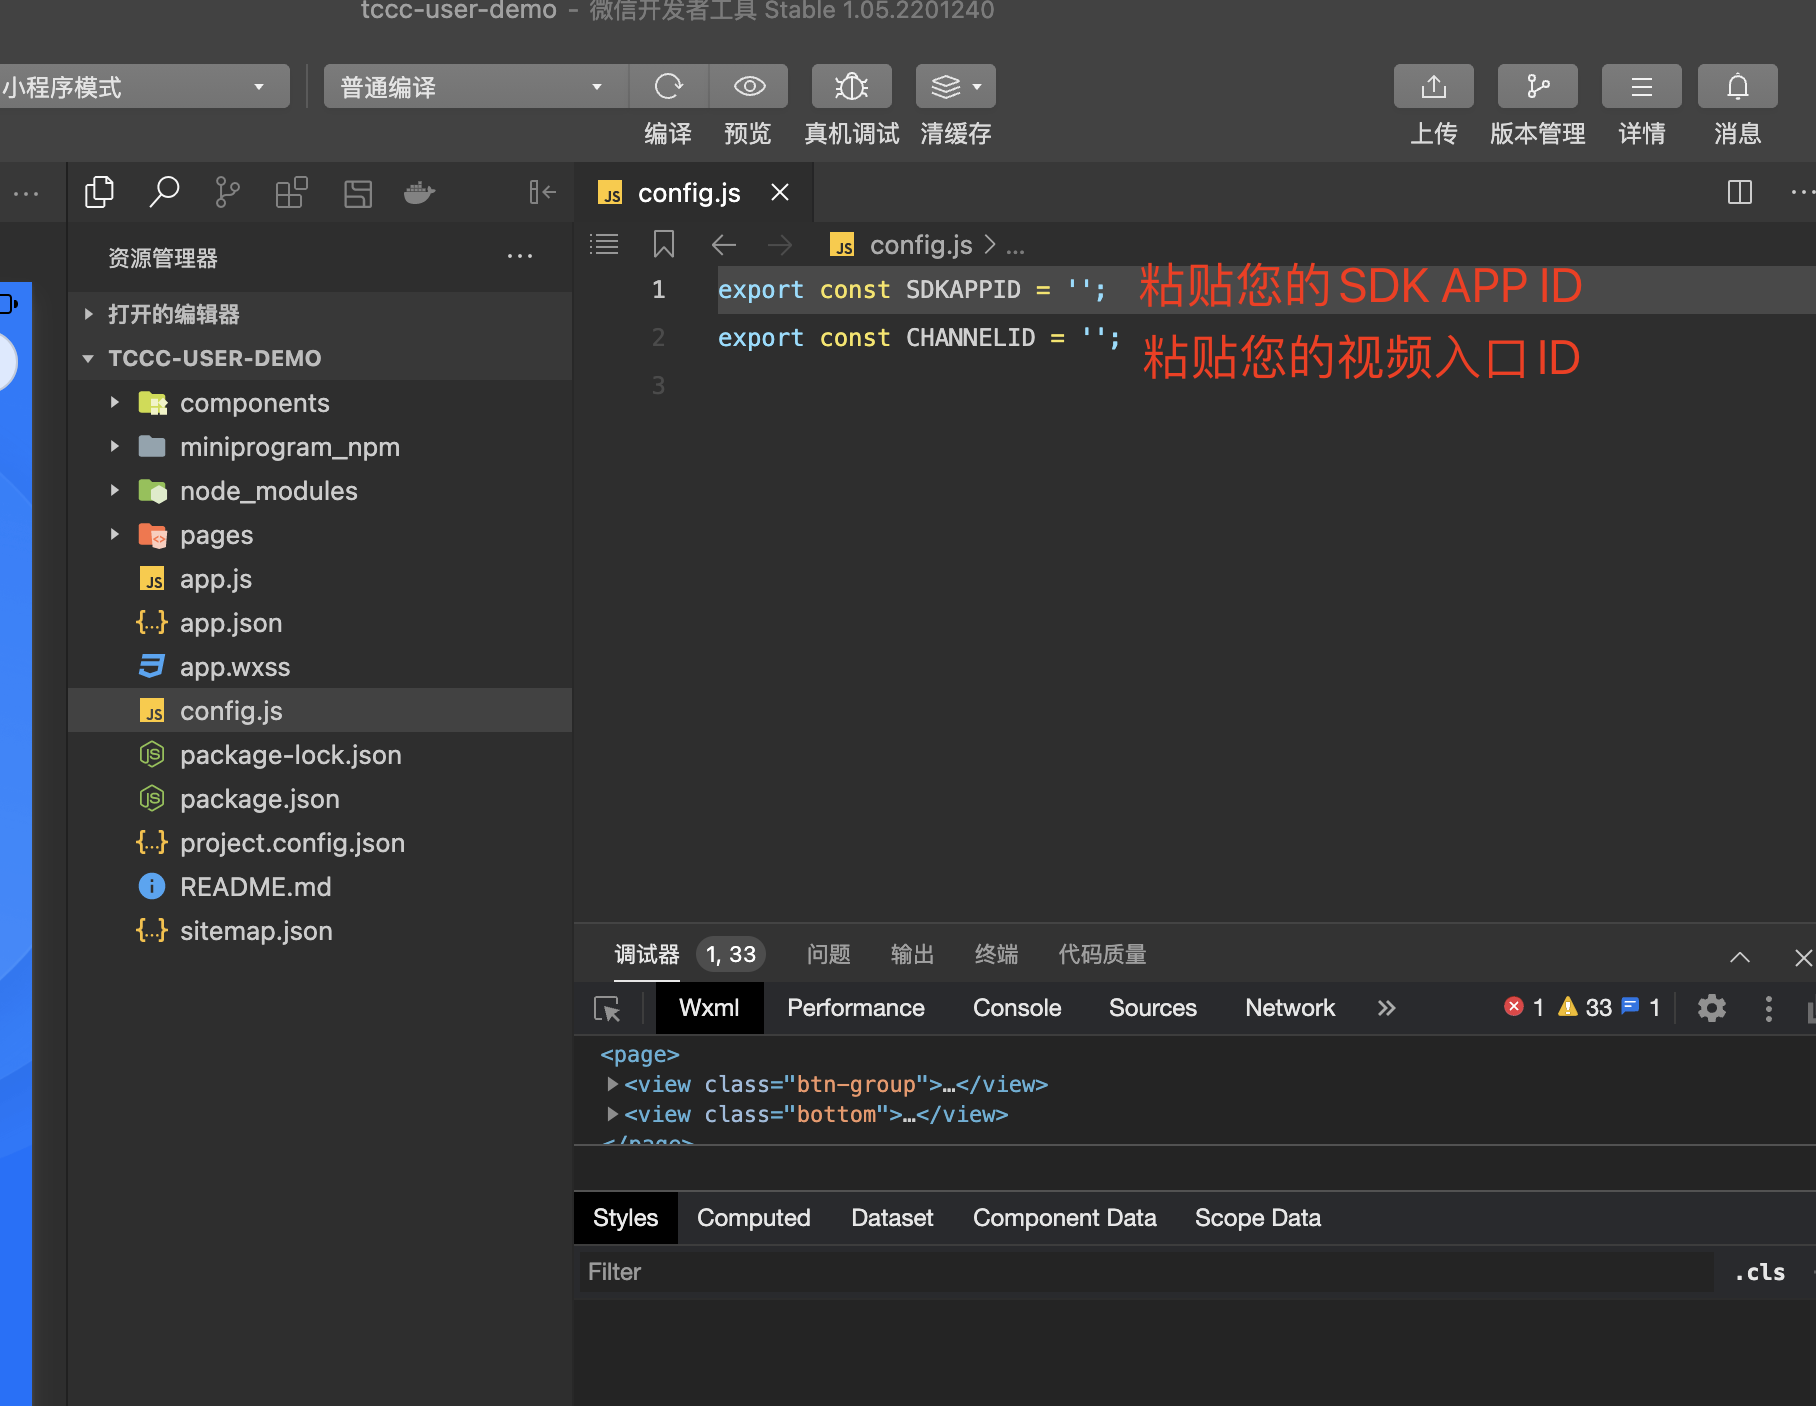 tccc-user-demo – 微信开发者工具 Stable 1.05.2201240
小程序模式
普通编译
编译
预览
真机调试
清缓存
上传
版本管理
详情
消息
资源管理器
打开的编辑器
TCCC-USER-DEMO
components
miniprogram_npm
node_modules
pages
app.js
app.json
app.wxss
config.js
package-lock.json
package.json
project.config.json
README.md
sitemap.json
config.js
config.js > ...
1 export const SDKAPPID = ''; 粘贴您的SDK APP ID
2 export const CHANNELID = ''; 粘贴您的视频入口ID
3
调试器 1, 33 问题 输出 终端 代码质量
Wxml Performance Console Sources Network 1 33 1
<page>
<view class="btn-group">…</view>
<view class="bottom">…</view>
</page>
Styles Computed Dataset Component Data Scope Data
Filter .cls